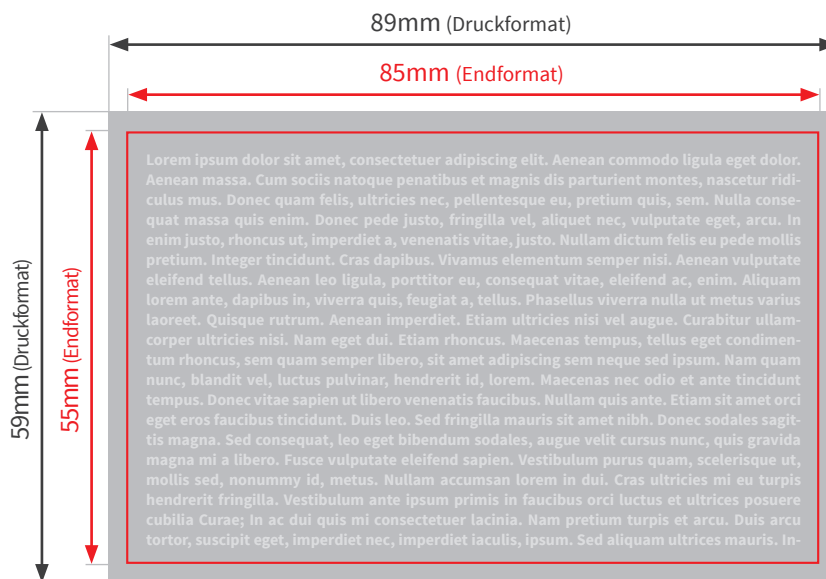 89mm (Druckformat)
85mm (Endformat)
59mm (Druckformat)
55mm (Endformat)
Lorem ipsum dolor sit amet, consectetuer adipiscing elit. Aenean commodo ligula eget dolor.
Aenean massa. Cum sociis natoque penatibus et magnis dis parturient montes, nascetur ridi-
culus mus. Donec quam felis, ultricies nec, pellentesque eu, pretium quis, sem. Nulla conse-
quat massa quis enim. Donec pede justo, fringilla vel, aliquet nec, vulputate eget, arcu. In
enim justo, rhoncus ut, imperdiet a, venenatis vitae, justo. Nullam dictum felis eu pede mollis
pretium. Integer tincidunt. Cras dapibus. Vivamus elementum semper nisi. Aenean vulputate
eleifend tellus. Aenean leo ligula, porttitor eu, consequat vitae, eleifend ac, enim. Aliquam
lorem ante, dapibus in, viverra quis, feugiat a, tellus. Phasellus viverra nulla ut metus varius
laoreet. Quisque rutrum. Aenean imperdiet. Etiam ultricies nisi vel augue. Curabitur ullam-
corper ultricies nisi. Nam eget dui. Etiam rhoncus. Maecenas tempus, tellus eget condimen-
tum rhoncus, sem quam semper libero, sit amet adipiscing sem neque sed ipsum. Nam quam
nunc, blandit vel, luctus pulvinar, hendrerit id, lorem. Maecenas nec odio et ante tincidunt
tempus. Donec vitae sapien ut libero venenatis faucibus. Nullam quis ante. Etiam sit amet orci
eget eros faucibus tincidunt. Duis leo. Sed fringilla mauris sit amet nibh. Donec sodales sagit-
tis magna. Sed consequat, leo eget bibendum sodales, augue velit cursus nunc, quis gravida
magna mi a libero. Fusce vulputate eleifend sapien. Vestibulum purus quam, scelerisque ut,
mollis sed, nonummy id, metus. Nullam accumsan lorem in dui. Cras ultricies mi eu turpis
hendrerit fringilla. Vestibulum ante ipsum primis in faucibus orci luctus et ultrices posuere
cubilia Curae; In ac dui quis mi consectetuer lacinia. Nam pretium turpis et arcu. Duis arcu
tortor, suscipit eget, imperdiet nec, imperdiet iaculis, ipsum. Sed aliquam ultrices mauris. In-